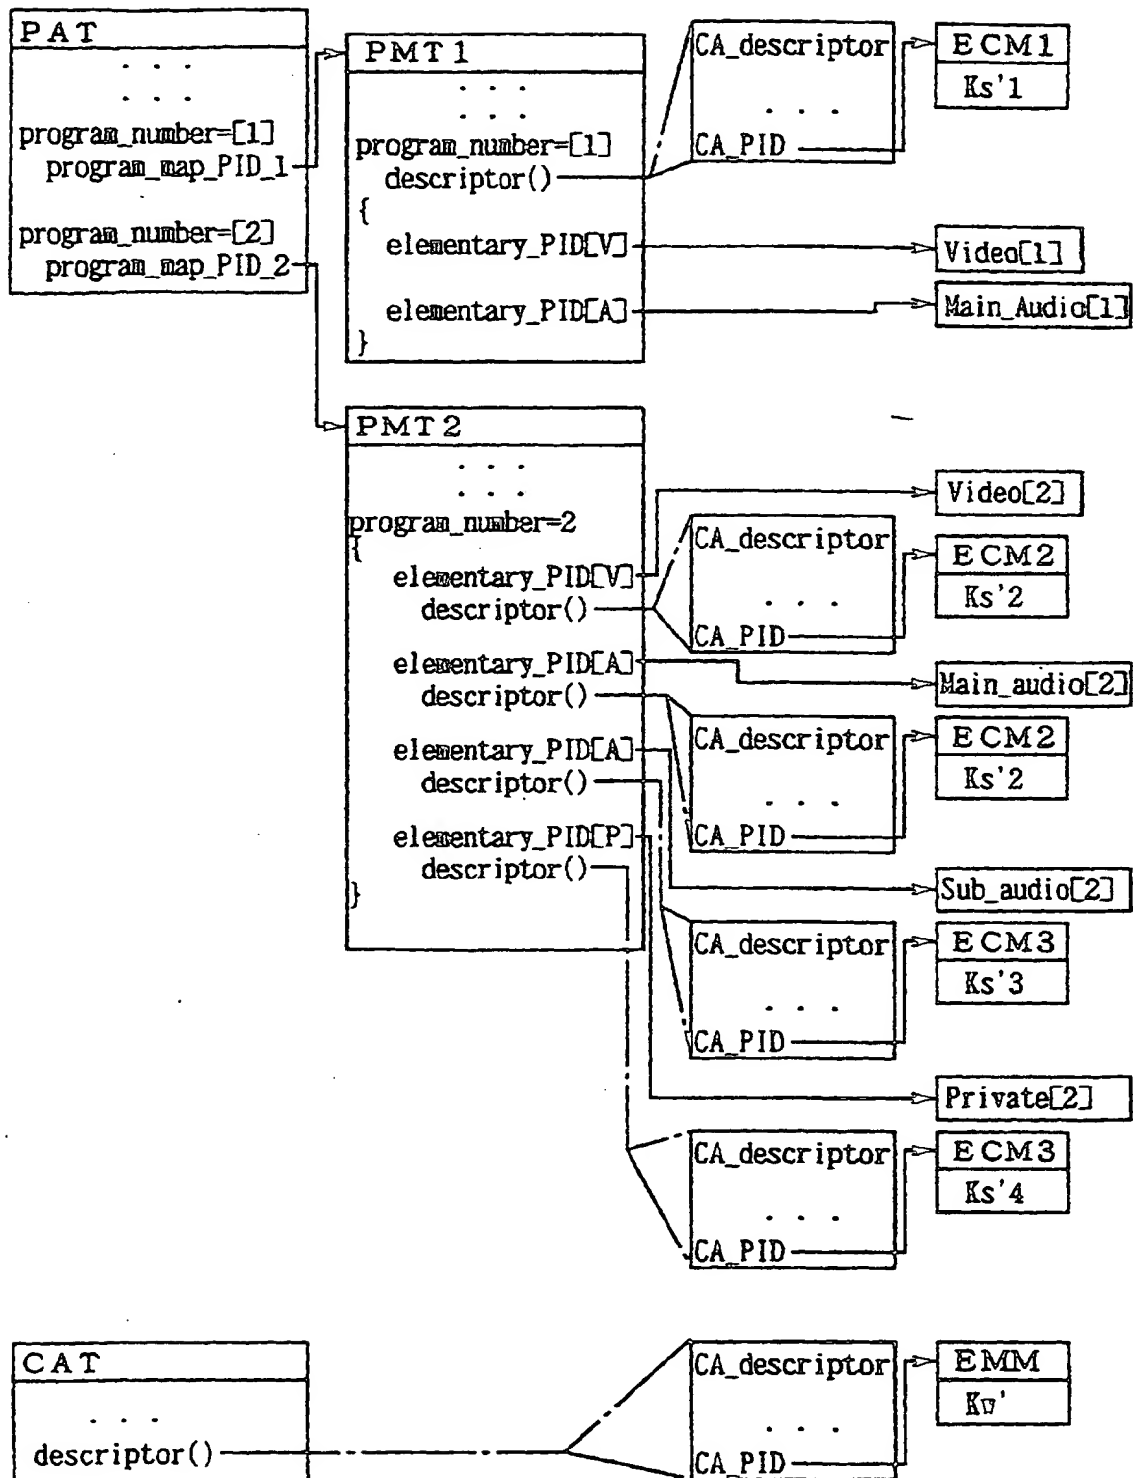 PAT
. . .
. . .
program_number=[1]
program_map_PID_1
program_number=[2]
program_map_PID_2
PMT1
. . .
. . .
program_number=[1]
descriptor()
{
elementary_PID[V]
elementary_PID[A]
}
CA_descriptor
. . .
CA_PID
ECM1
Ks'1
Video[1]
Main_Audio[1]
PMT2
. . .
. . .
program_number=2
{
elementary_PID[V]
descriptor()
elementary_PID[A]
descriptor()
elementary_PID[A]
descriptor()
elementary_PID[P]
descriptor()
}
Video[2]
CA_descriptor
. . .
CA_PID
ECM2
Ks'2
Main_audio[2]
CA_descriptor
. . .
CA_PID
ECM2
Ks'2
Sub_audio[2]
CA_descriptor
. . .
CA_PID
ECM3
Ks'3
Private[2]
CA_descriptor
. . .
CA_PID
ECM3
Ks'4
CAT
. . .
descriptor()
CA_descriptor
. . .
CA_PID
EMM